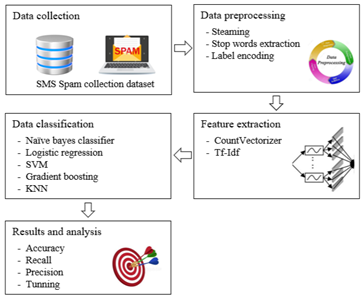 Data collection
SPAM
SMS Spam collection dataset
Data preprocessing
- Steaming
- Stop words extraction
- Label encoding
Data
Preprocessing
Feature extraction
- CountVectorizer
- Tf-Idf
Data classification
- Naïve bayes classifier
- Logistic regression
- SVM
- Gradient boosting
- KNN
Results and analysis
- Accuracy
- Recall
- Precision
- Tunning